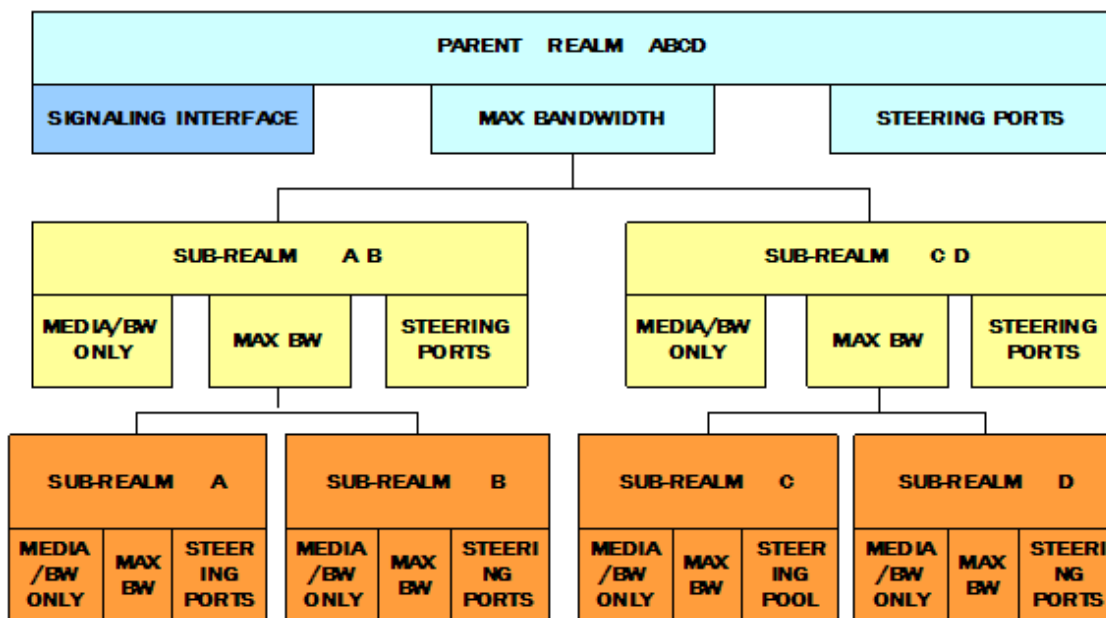 PARENT REALM ABCD
SIGNALING INTERFACE
MAX BANDWIDTH
STEERING PORTS
SUB-REALM A B
SUB-REALM C D
MEDIA/BW
ONLY
MAX BW
STEERING
PORTS
MEDIA/BW
ONLY
MAX BW
STEERING
PORTS
SUB-REALM A
SUB-REALM B
SUB-REALM C
SUB-REALM D
MEDIA
/BW
ONLY
MAX
BW
STEER
ING
PORTS
MEDIA
/BW
ONLY
MAX
BW
STEERI
NG
PORTS
MEDIA
/BW
ONLY
MAX
BW
STEER
ING
POOL
MEDIA
/BW
ONLY
MAX
BW
STEERI
NG
PORTS